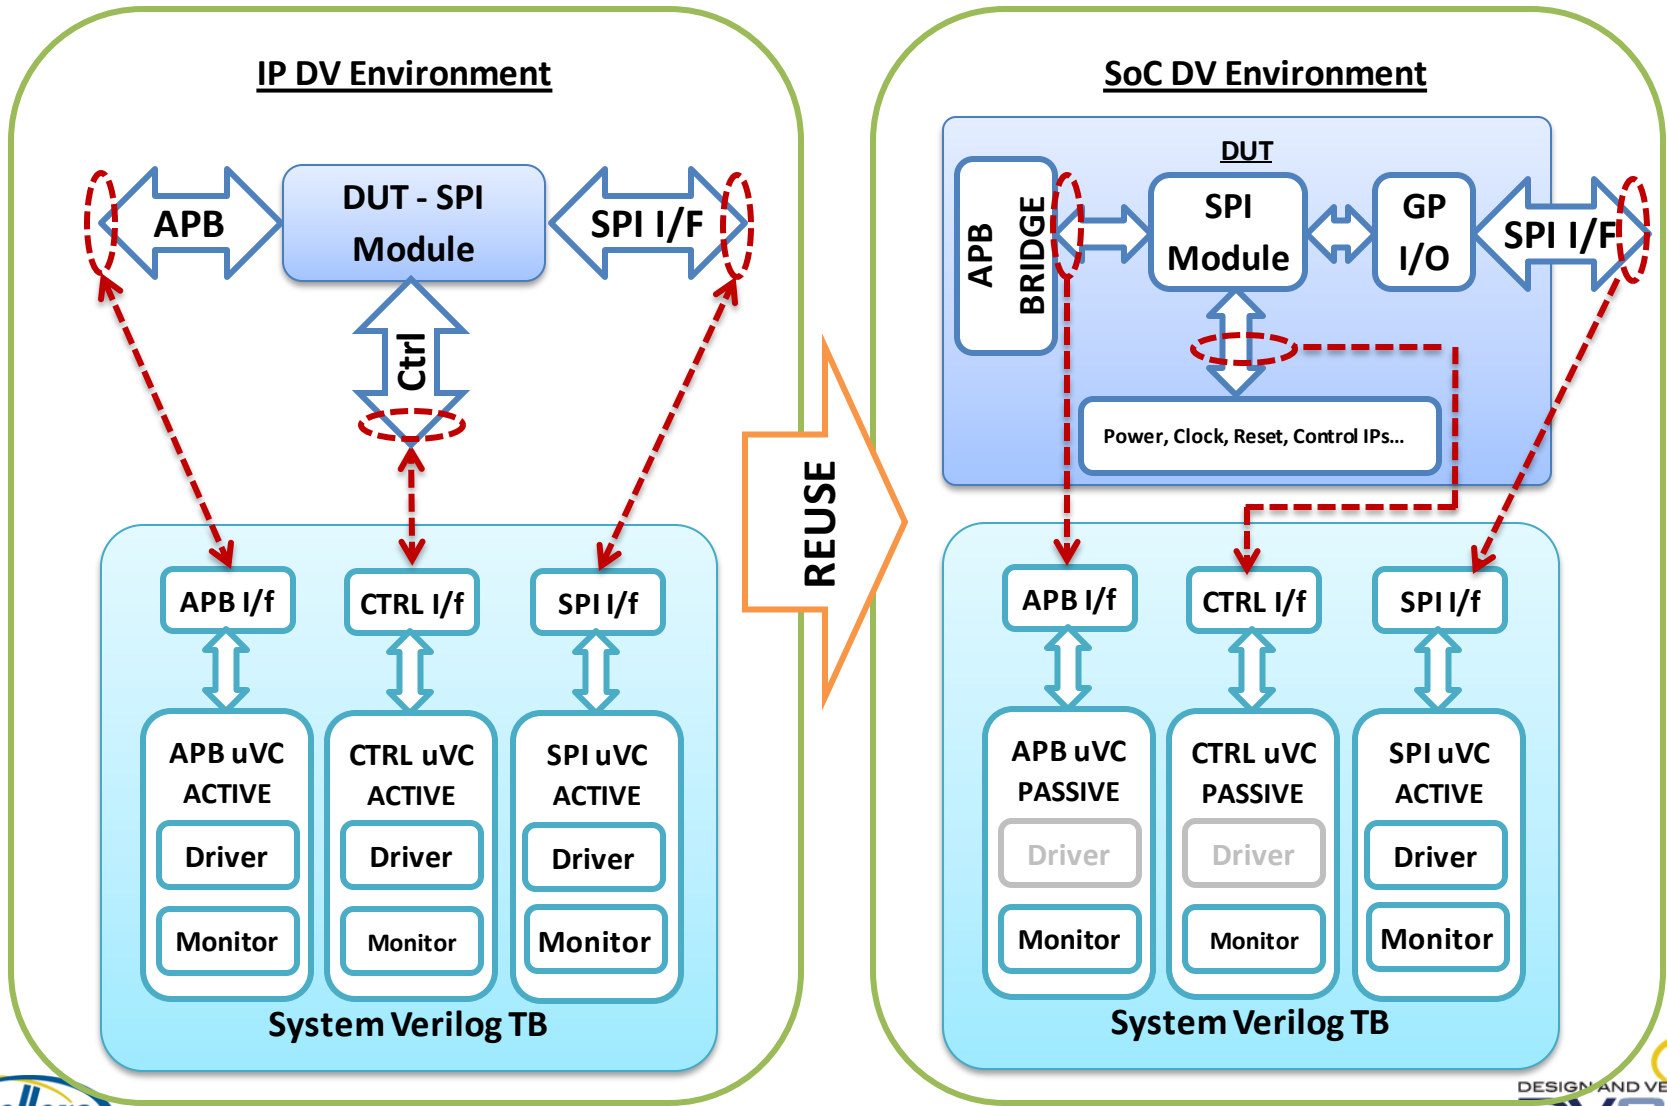 IP DV Environment
APB
DUT - SPI
Module
SPI I/F
Ctrl
APB I/f
CTRL I/f
SPI I/f
APB uVC
ACTIVE
Driver
Monitor
CTRL uVC
ACTIVE
Driver
Monitor
SPI uVC
ACTIVE
Driver
Monitor
System Verilog TB
REUSE
SoC DV Environment
DUT
APB
BRIDGE
SPI
Module
GP
I/O
SPI I/F
Power, Clock, Reset, Control IPs...
APB I/f
CTRL I/f
SPI I/f
APB uVC
PASSIVE
Driver
Monitor
CTRL uVC
PASSIVE
Driver
Monitor
SPI uVC
ACTIVE
Driver
Monitor
System Verilog TB
DESIGN AND VE